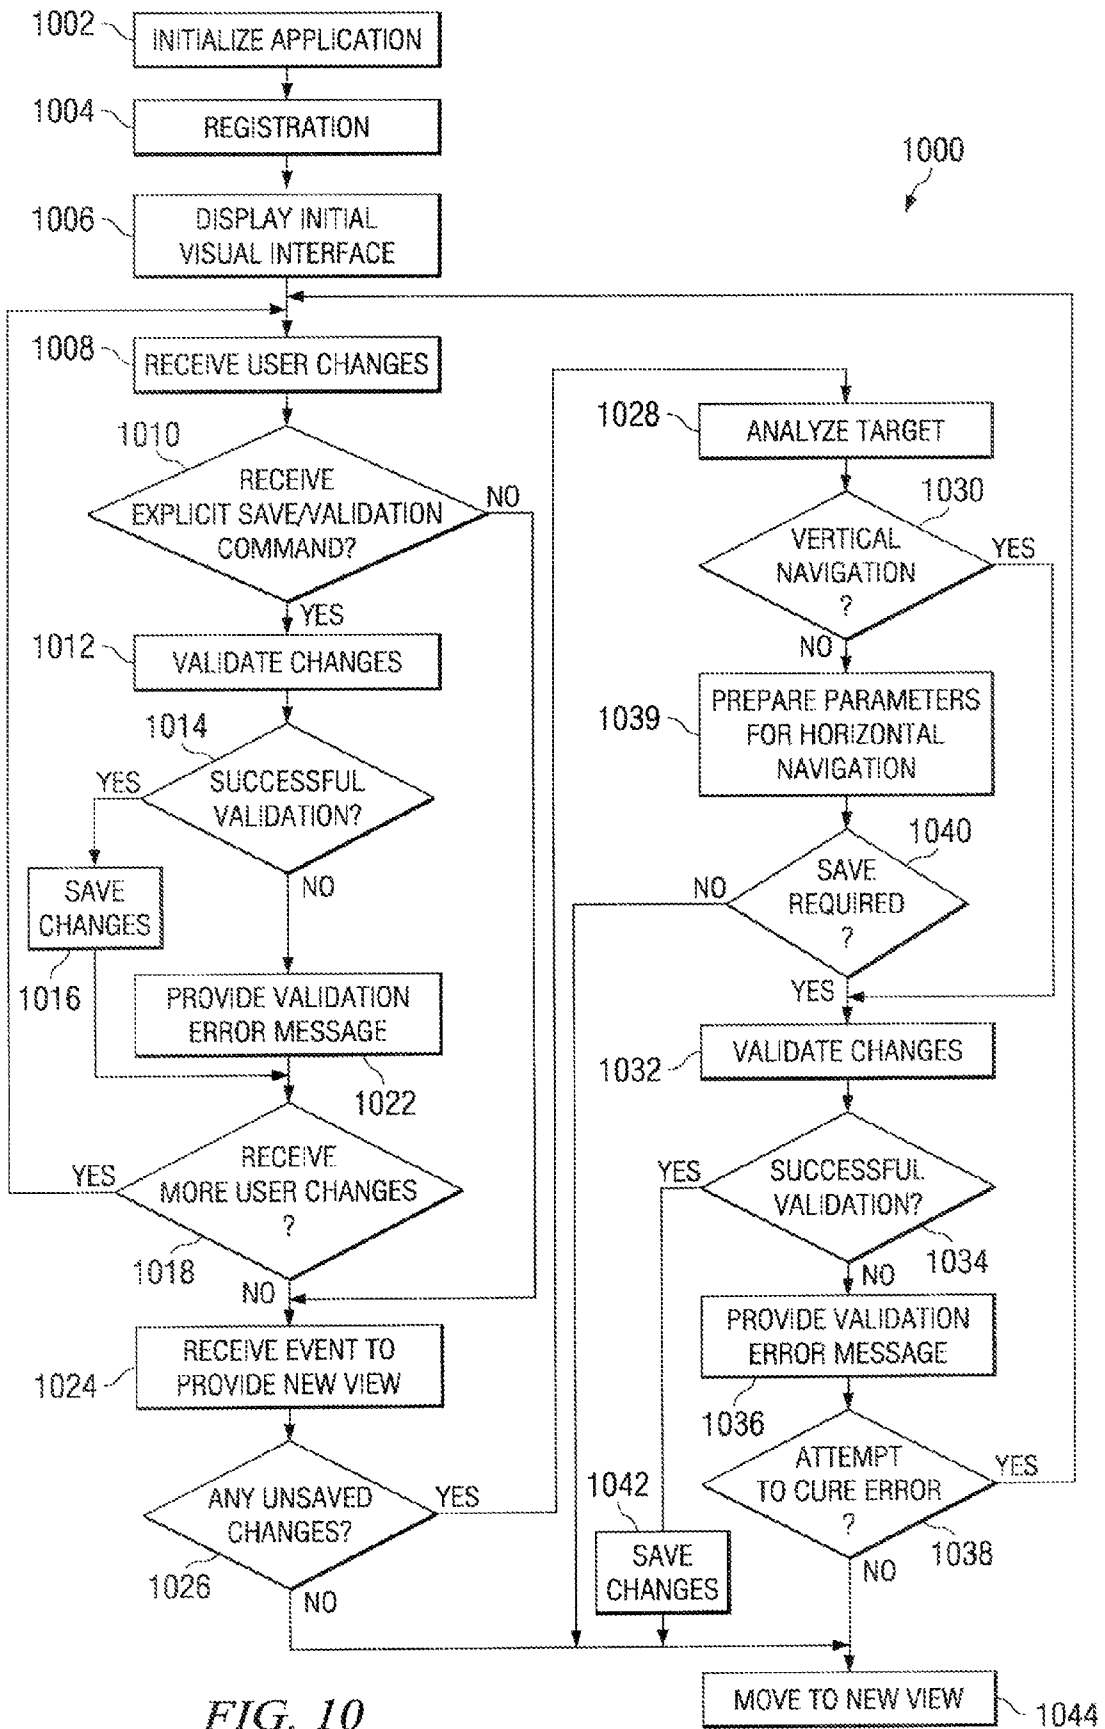 1002
INITIALIZE APPLICATION
1004
REGISTRATION
1000
1006
DISPLAY INITIAL
VISUAL INTERFACE
1008
RECEIVE USER CHANGES
1010
RECEIVE
EXPLICIT SAVE/VALIDATION
COMMAND?
NO
YES
1012
VALIDATE CHANGES
1014
SUCCESSFUL
VALIDATION?
YES
NO
SAVE
CHANGES
1016
PROVIDE VALIDATION
ERROR MESSAGE
1022
RECEIVE
MORE USER CHANGES
?
YES
1018
NO
1024
RECEIVE EVENT TO
PROVIDE NEW VIEW
ANY UNSAVED
CHANGES?
YES
1026
NO
1028
ANALYZE TARGET
1030
VERTICAL
NAVIGATION
?
YES
NO
1039
PREPARE PARAMETERS
FOR HORIZONTAL
NAVIGATION
1040
SAVE
REQUIRED
?
NO
YES
1032
VALIDATE CHANGES
YES
SUCCESSFUL
VALIDATION?
1034
NO
PROVIDE VALIDATION
ERROR MESSAGE
1036
ATTEMPT
TO CURE ERROR
?
YES
1038
NO
1042
SAVE
CHANGES
MOVE TO NEW VIEW
1044
FIG. 10